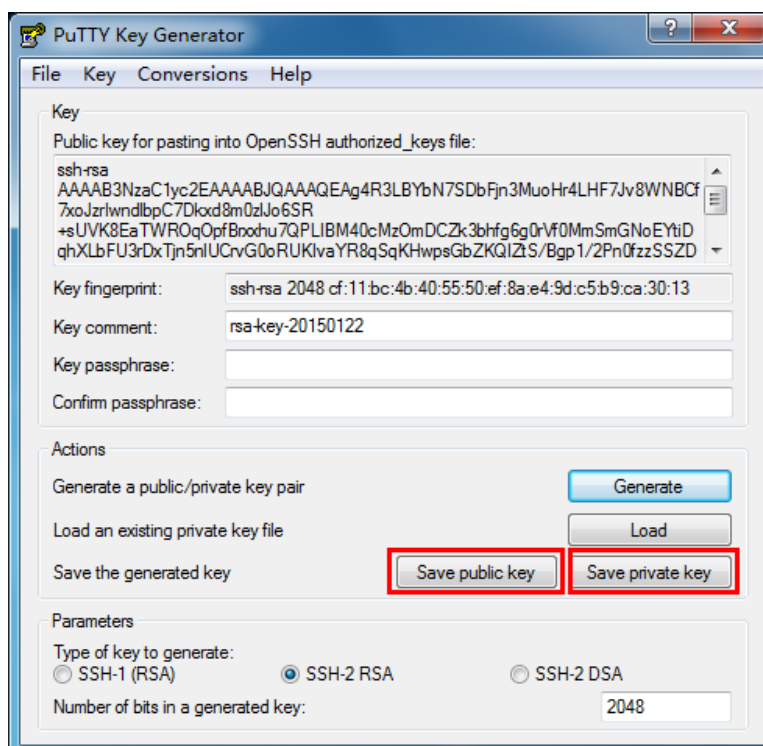 PuTTY Key Generator
File Key Conversions Help
Key
Public key for pasting into OpenSSH authorized_keys file:
ssh-rsa
AAAAB3NzaC1yc2EAAAABJQAAAQEAg4R3LBYbN7SDbFjn3MuoHr4LHF7Jv8WNBCf
7xoJzrlwndlbpC7Dkxd8m0zlJo6SR
+sUVK8EaTWROqOpfBrxxhu7QPLIBM40cMzOmDCZk3bhfg6g0rVf0MmSmGNoEYtiD
qhXLbFU3rDxTjn5nIUCrvG0oRUKIvaYR8qSqKHwpsGbZKQIZtS/Bgp1/2Pn0fzzSSZD
Key fingerprint: ssh-rsa 2048 cf:11:bc:4b:40:55:50:ef:8a:e4:9d:c5:b9:ca:30:13
Key comment: rsa-key-20150122
Key passphrase:
Confirm passphrase:
Actions
Generate a public/private key pair Generate
Load an existing private key file Load
Save the generated key Save public key Save private key
Parameters
Type of key to generate:
SSH-1 (RSA) SSH-2 RSA SSH-2 DSA
Number of bits in a generated key: 2048